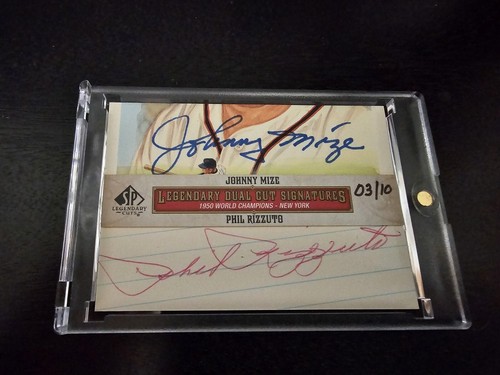 Johnny Mize
JOHNNY MIZE
LEGENDARY DUAL CUT SIGNATURES
03/10
1950 WORLD CHAMPIONS - NEW YORK
PHIL RIZZUTO
SP
LEGENDARY
CUTS
Phil Rizzuto